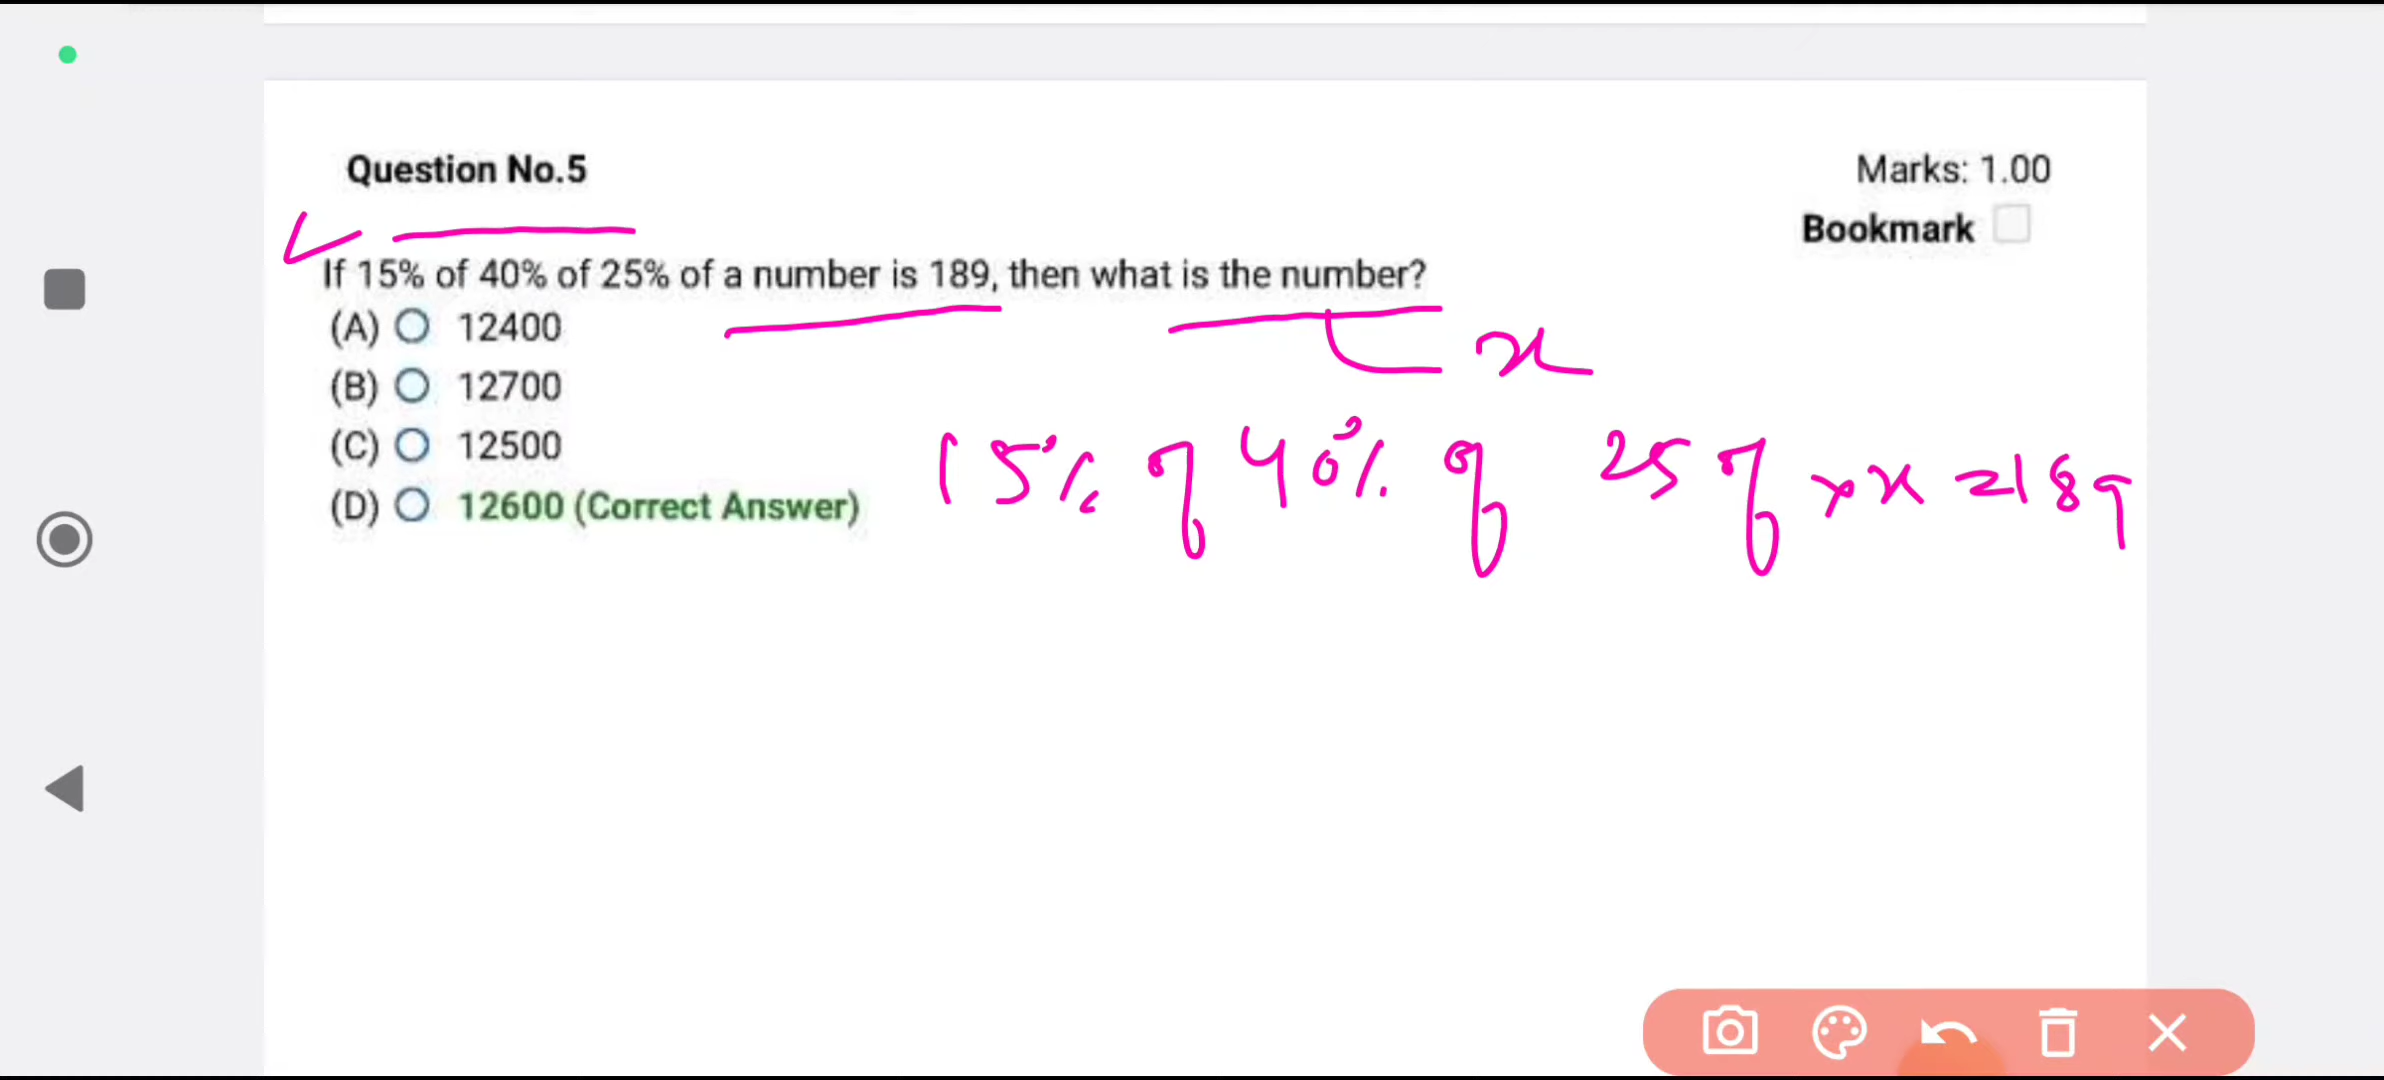 Question No.5
Marks: 1.00
Bookmark
If 15% of 40% of 25% of a number is 189, then what is the number?
(A) 12400
(B) 12700
(C) 12500
(D) 12600 (Correct Answer)
x
15% of 40% of 25 of × x = 189